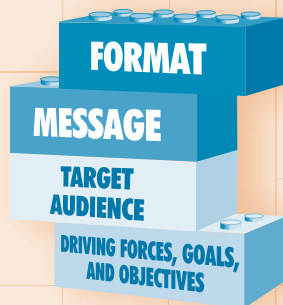 FORMAT
MESSAGE
TARGET
AUDIENCE
DRIVING FORCES, GOALS,
AND OBJECTIVES